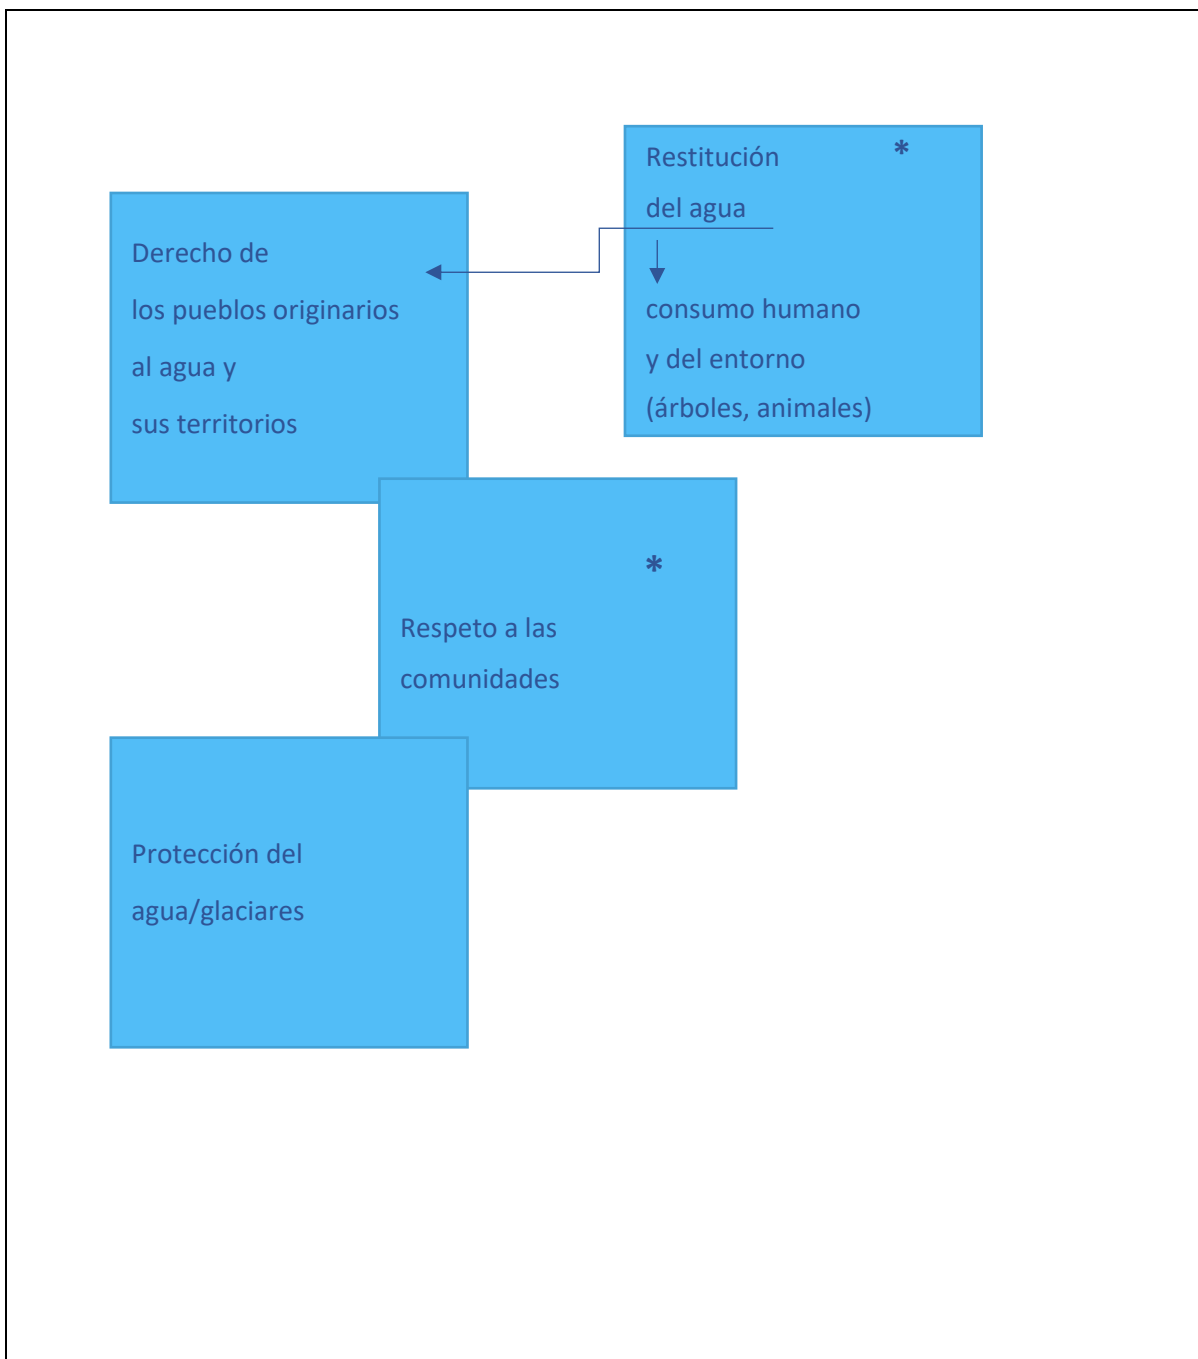 Restitución *
del agua
consumo humano
y del entorno
(árboles, animales)
Derecho de
los pueblos originarios
al agua y
sus territorios
*
Respeto a las
comunidades
Protección del
agua/glaciares